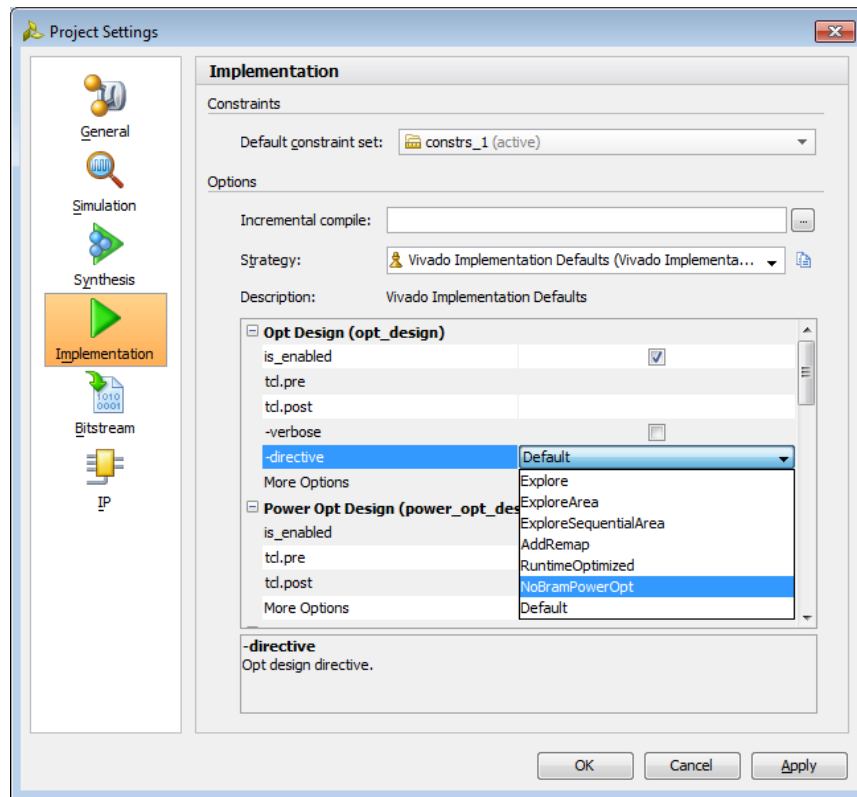 Project Settings
General
Simulation
Synthesis
Implementation
Bitstream
IP
Implementation
Constraints
Default constraint set: constrs_1 (active)
Options
Incremental compile: ...
Strategy: Vivado Implementation Defaults (Vivado Implementa...
Description: Vivado Implementation Defaults
Opt Design (opt_design)
is_enabled
tcl.pre
tcl.post
-verbose
-directive Default
More Options Explore
Power Opt Design (power_opt_des ExploreArea
ExploreSequentialArea
is_enabled AddRemap
tcl.pre RuntimeOptimized
tcl.post NoBramPowerOpt
More Options Default
-directive
Opt design directive.
OK Cancel Apply